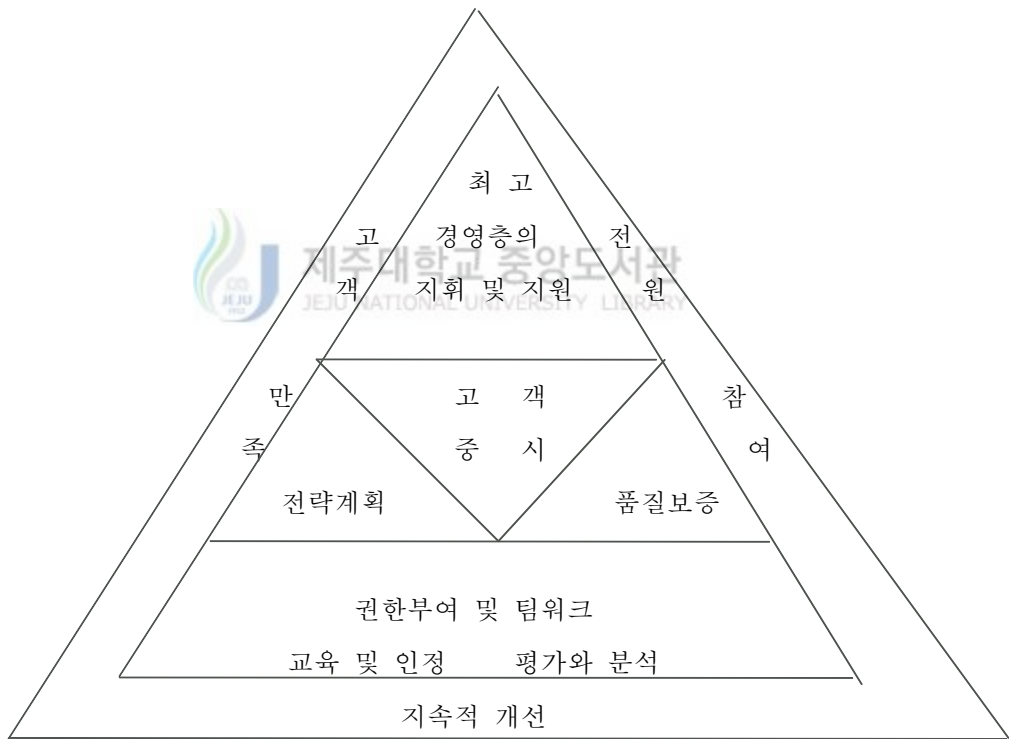 최 고
고 경영층의 전
객 지휘 및 지원 원
제주대학교 중앙도서관
JEJU NATIONAL UNIVERSITY LIBRARY
JEJU
1952
만 고 객 참
족 중 시 여
전략계획 품질보증
권한부여 및 팀워크
교육 및 인정 평가와 분석
지속적 개선